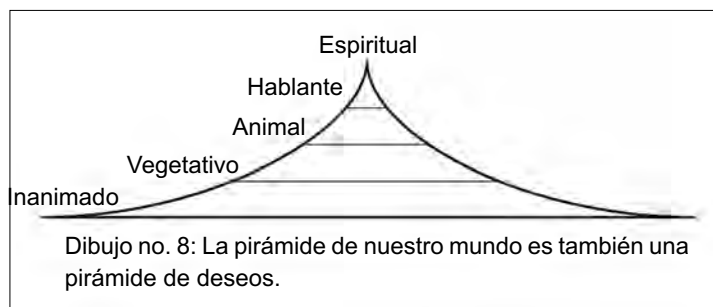 Espiritual
Hablante
Animal
Vegetativo
Inanimado
Dibujo no. 8: La pirámide de nuestro mundo es también una
pirámide de deseos.